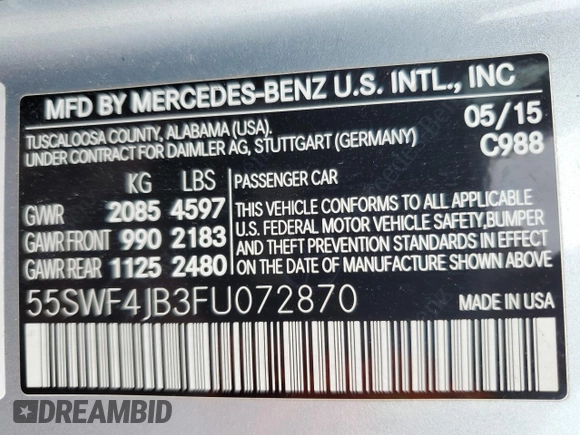 MFD BY MERCEDES-BENZ U.S. INTL., INC
TUSCALOOSA COUNTY, ALABAMA (USA). 05/15
UNDER CONTRACT FOR DAIMLER AG, STUTTGART (GERMANY) C988
KG LBS PASSENGER CAR
GVWR 2085 4597 THIS VEHICLE CONFORMS TO ALL APPLICABLE
U.S. FEDERAL MOTOR VEHICLE SAFETY,BUMPER
GAWR FRONT 990 2183 AND THEFT PREVENTION STANDARDS IN EFFECT
GAWR REAR 1125 2480 ON THE DATE OF MANUFACTURE SHOWN ABOVE.
55SWF4JB3FU072870
DREAMBID